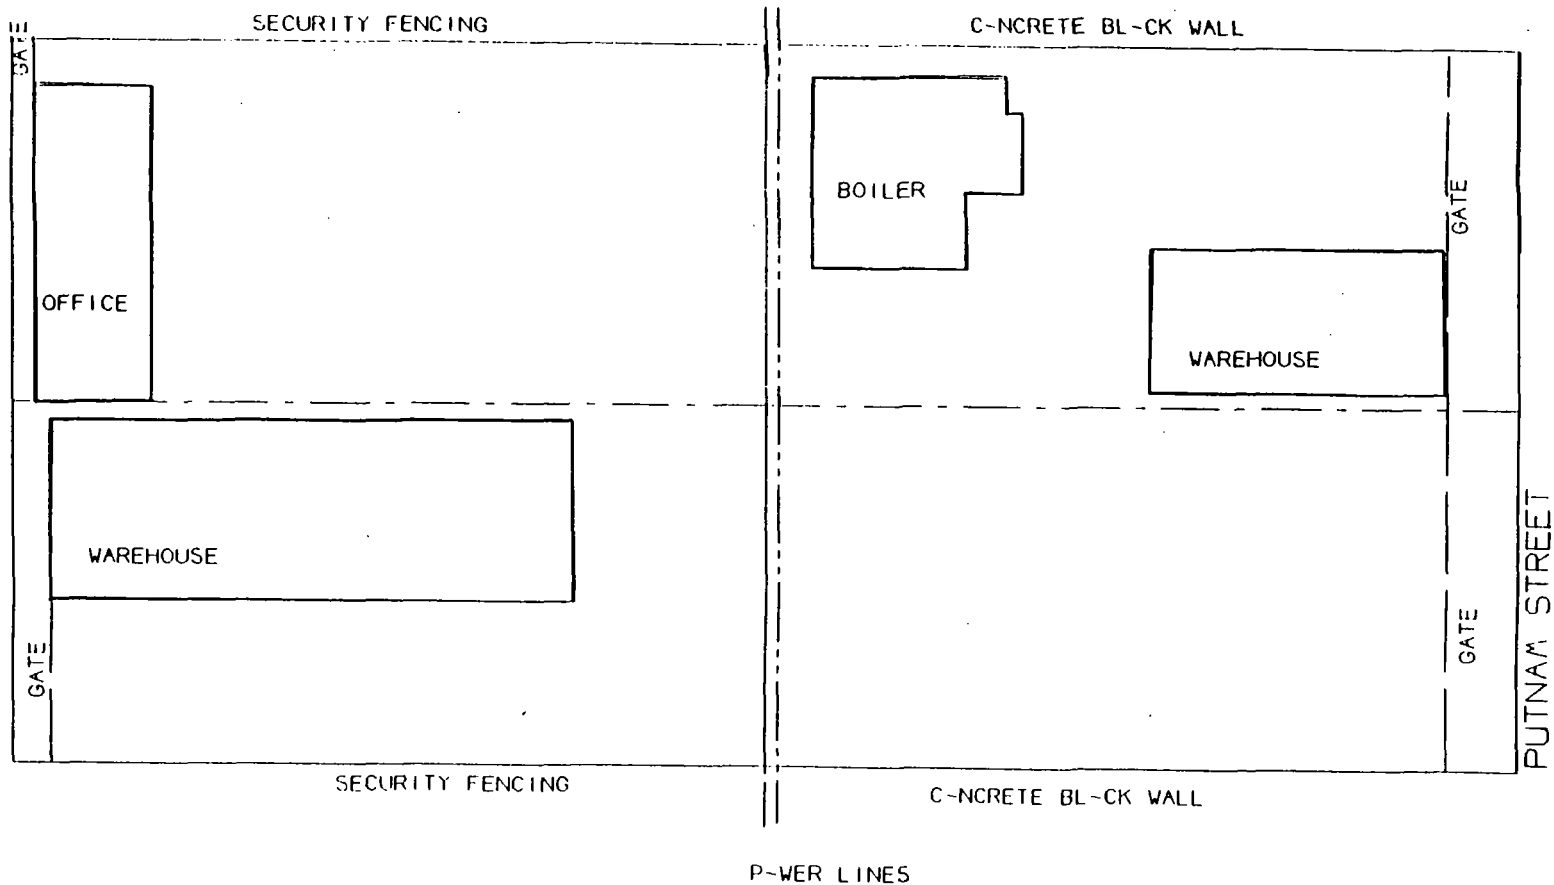 SECURITY FENCING
C-NCRETE BL-CK WALL
GATE
BOILER
GATE
OFFICE
WAREHOUSE
WAREHOUSE
GATE
GATE
PUTNAM STREET
SECURITY FENCING
C-NCRETE BL-CK WALL
P-WER LINES